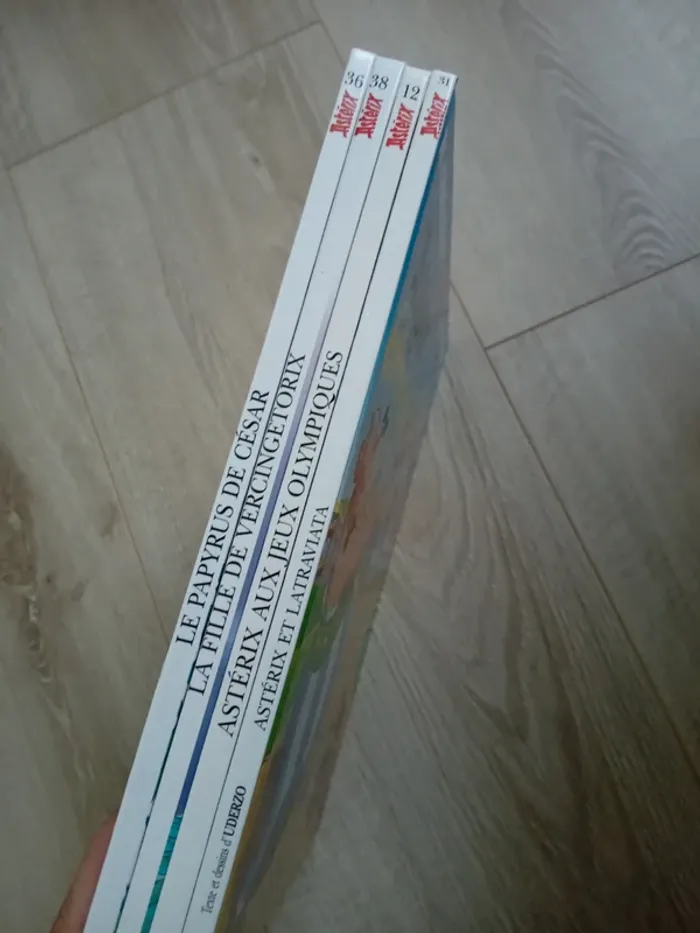 36 Astérix LE PAPYRUS DE CÉSAR
38 Astérix LA FILLE DE VERCINGÉTORIX
12 Astérix ASTÉRIX AUX JEUX OLYMPIQUES
31 Astérix ASTÉRIX ET LATRAVIATA Texte et dessins d'UDERZO